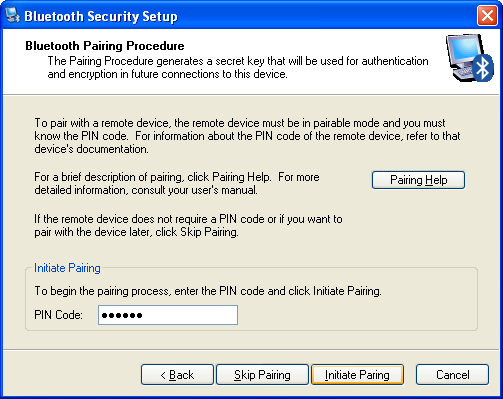 Bluetooth Security Setup
Bluetooth Pairing Procedure
The Pairing Procedure generates a secret key that will be used for authentication
and encryption in future connections to this device.
To pair with a remote device, the remote device must be in pairable mode and you must
know the PIN code.  For information about the PIN code of the remote device, refer to that
device's documentation.
For a brief description of pairing, click Pairing Help.  For more
detailed information, consult your user's manual.
Pairing Help
If the remote device does not require a PIN code or if you want to
pair with the device later, click Skip Pairing.
Initiate Pairing
To begin the pairing process, enter the PIN code and click Initiate Pairing.
PIN Code: ●●●●●●
< Back
Skip Pairing
Initiate Paring
Cancel